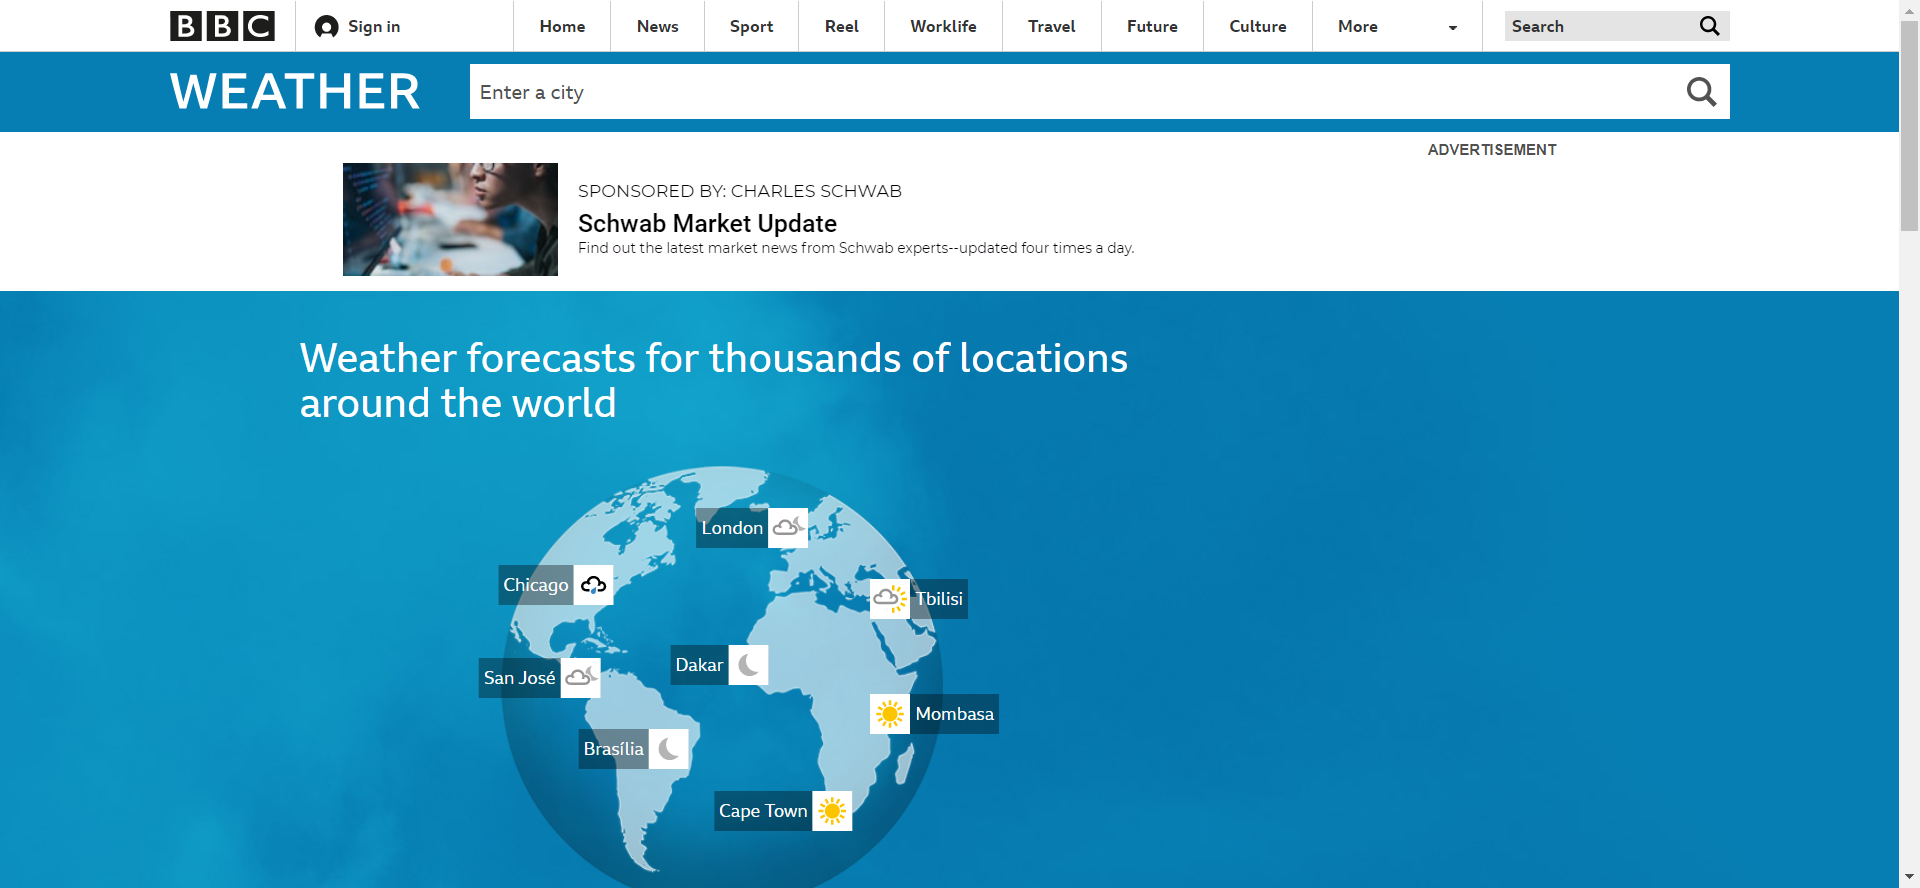 BBC
Sign in
Home
News
Sport
Reel
Worklife
Travel
Future
Culture
More
Search
WEATHER
Enter a city
ADVERTISEMENT
SPONSORED BY: CHARLES SCHWAB
Schwab Market Update
Find out the latest market news from Schwab experts--updated four times a day.
Weather forecasts for thousands of locations
around the world
London
Chicago
Tbilisi
Dakar
San José
Mombasa
Brasília
Cape Town